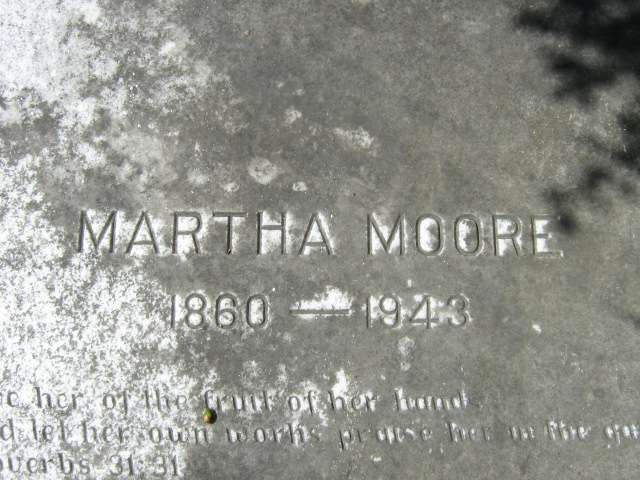 MARTHA MOORE
1860 — 1943
her of the fruit of her hands
let her own works praise her in the
31:31